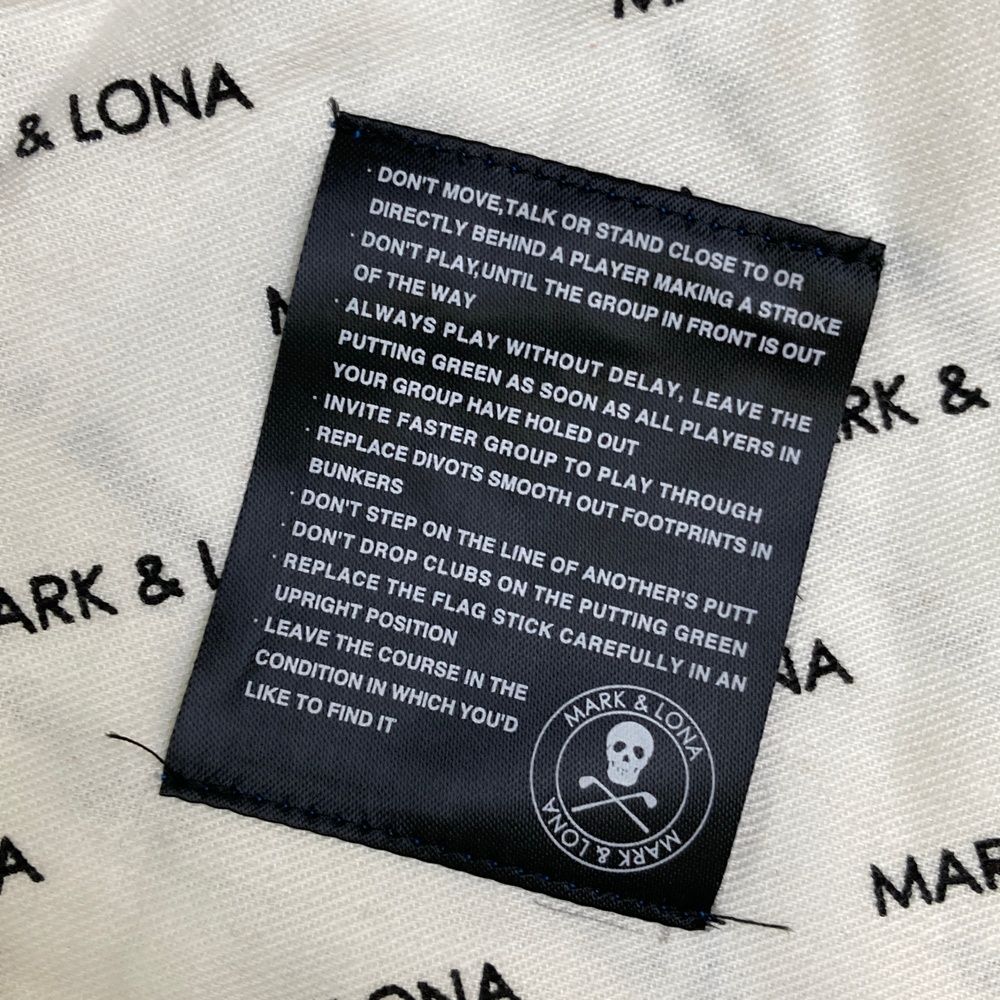 & LONA
· DON'T MOVE,TALK OR STAND CLOSE TO OR
DIRECTLY BEHIND A PLAYER MAKING A STROKE
· DON'T PLAY,UNTIL THE GROUP IN FRONT IS OUT
OF THE WAY
· ALWAYS PLAY WITHOUT DELAY, LEAVE THE
PUTTING GREEN AS SOON AS ALL PLAYERS IN
YOUR GROUP HAVE HOLED OUT
· INVITE FASTER GROUP TO PLAY THROUGH
· REPLACE DIVOTS SMOOTH OUT FOOTPRINTS IN
BUNKERS
· DON'T STEP ON THE LINE OF ANOTHER'S PUTT
· DON'T DROP CLUBS ON THE PUTTING GREEN
· REPLACE THE FLAG STICK CAREFULLY IN AN
UPRIGHT POSITION
· LEAVE THE COURSE IN THE
CONDITION IN WHICH YOU'D
LIKE TO FIND IT
MARK & LONA
MARK & LONA
RK &
ARK & L
NA
MAR
ONA